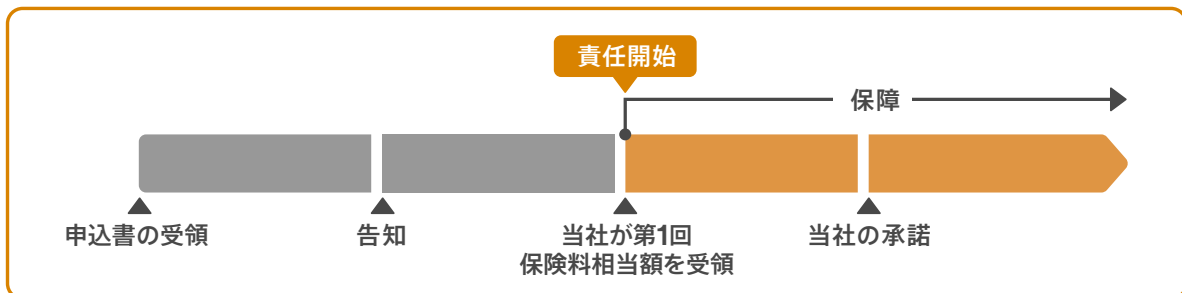 責任開始
保障
申込書の受領
告知
当社が第1回
保険料相当額を受領
当社の承諾